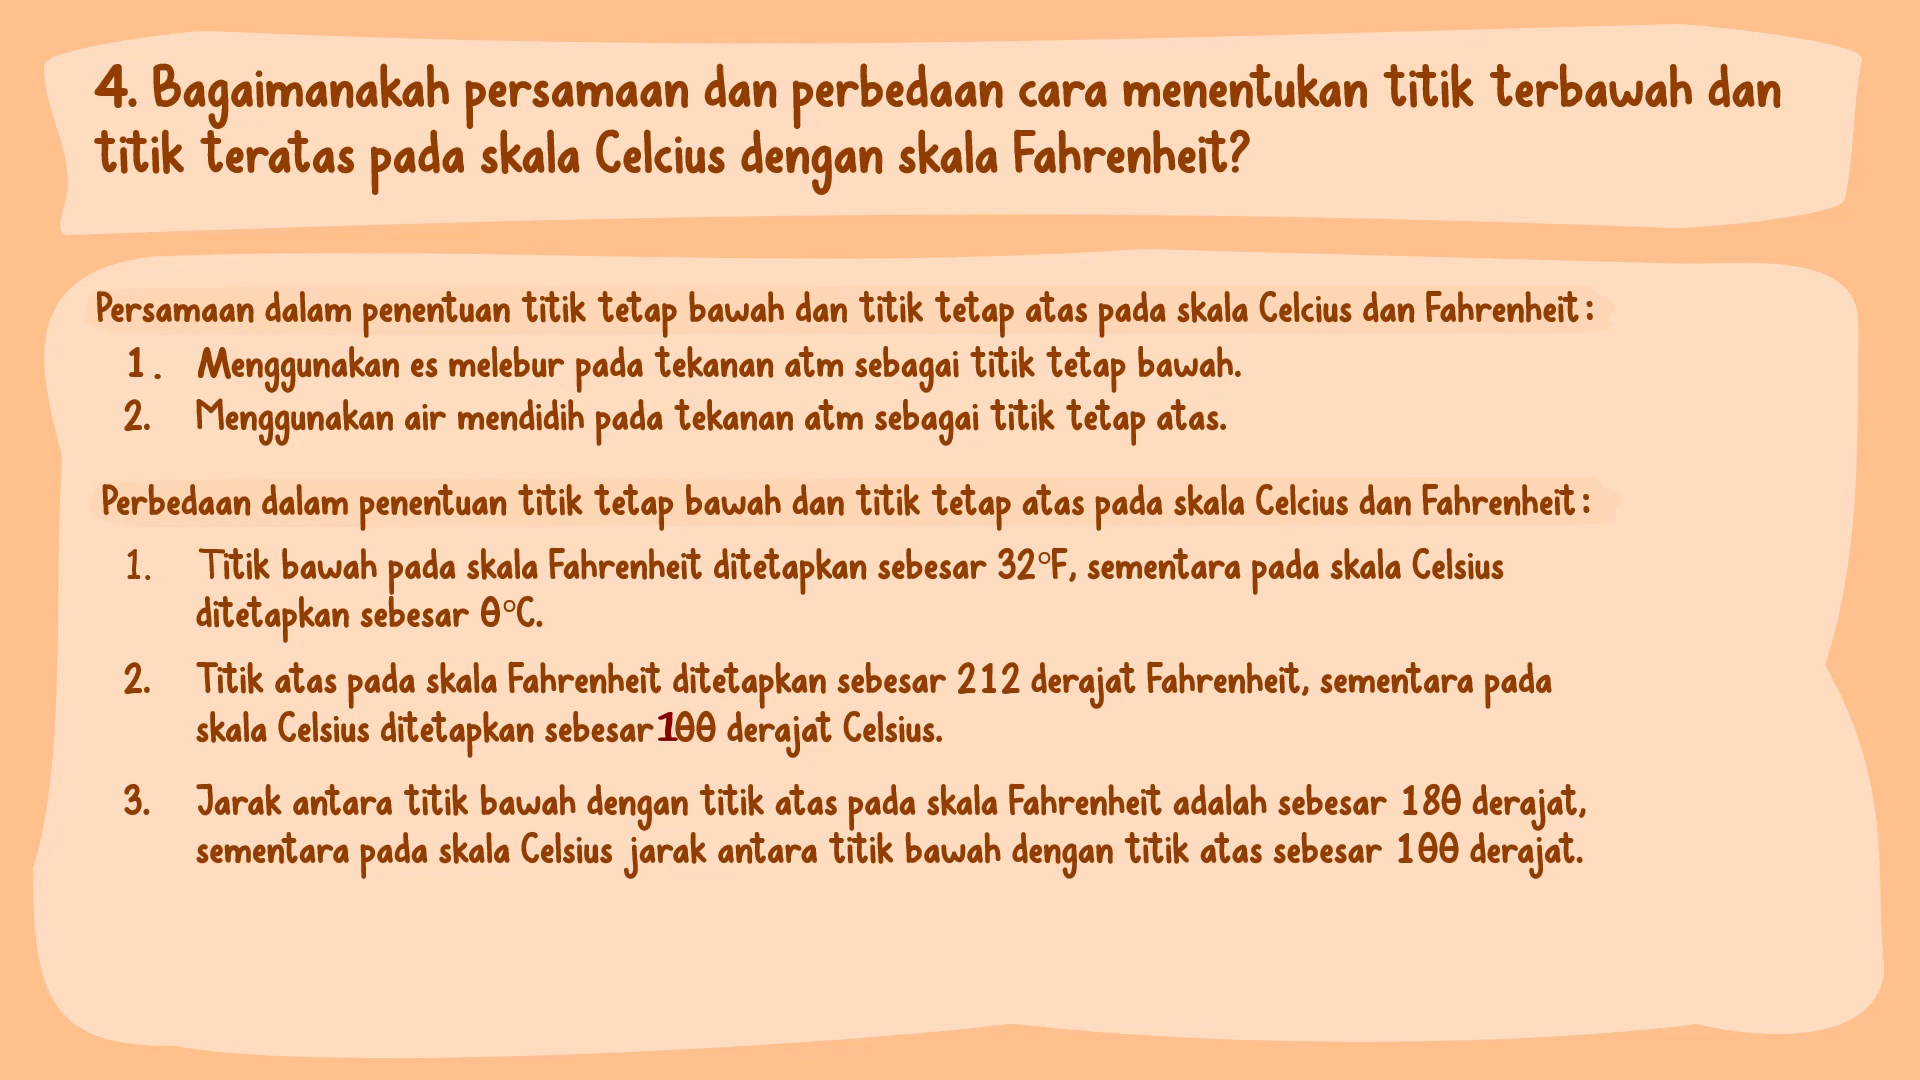 4. Bagaimanakah persamaan dan perbedaan cara menentukan titik terbawah dan
titik teratas pada skala Celcius dengan skala Fahrenheit?
Persamaan dalam penentuan titik tetap bawah dan titik tetap atas pada skala Celcius dan Fahrenheit:
1. Menggunakan es melebur pada tekanan atm sebagai titik tetap bawah.
2. Menggunakan air mendidih pada tekanan atm sebagai titik tetap atas.
Perbedaan dalam penentuan titik tetap bawah dan titik tetap atas pada skala Celcius dan Fahrenheit:
1. Titik bawah pada skala Fahrenheit ditetapkan sebesar 32°F, sementara pada skala Celsius
ditetapkan sebesar 0°C.
2. Titik atas pada skala Fahrenheit ditetapkan sebesar 212 derajat Fahrenheit, sementara pada
skala Celsius ditetapkan sebesar 100 derajat Celsius.
3. Jarak antara titik bawah dengan titik atas pada skala Fahrenheit adalah sebesar 180 derajat,
sementara pada skala Celsius jarak antara titik bawah dengan titik atas sebesar 100 derajat.